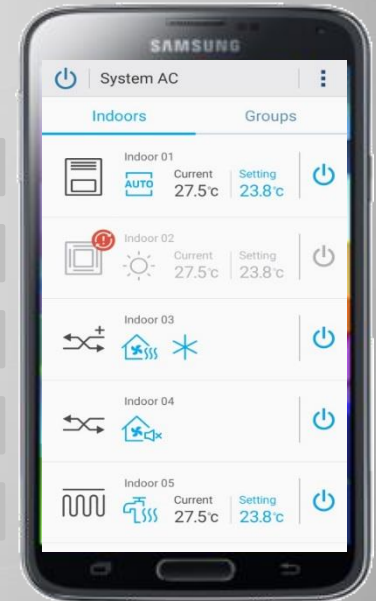 SAMSUNG
System AC
Indoors Groups
Indoor 01
AUTO Current 27.5°c Setting 23.8°c
Indoor 02
Current 27.5°c Setting 23.8°c
Indoor 03
Indoor 04
Indoor 05
Current 27.5°c Setting 23.8°c